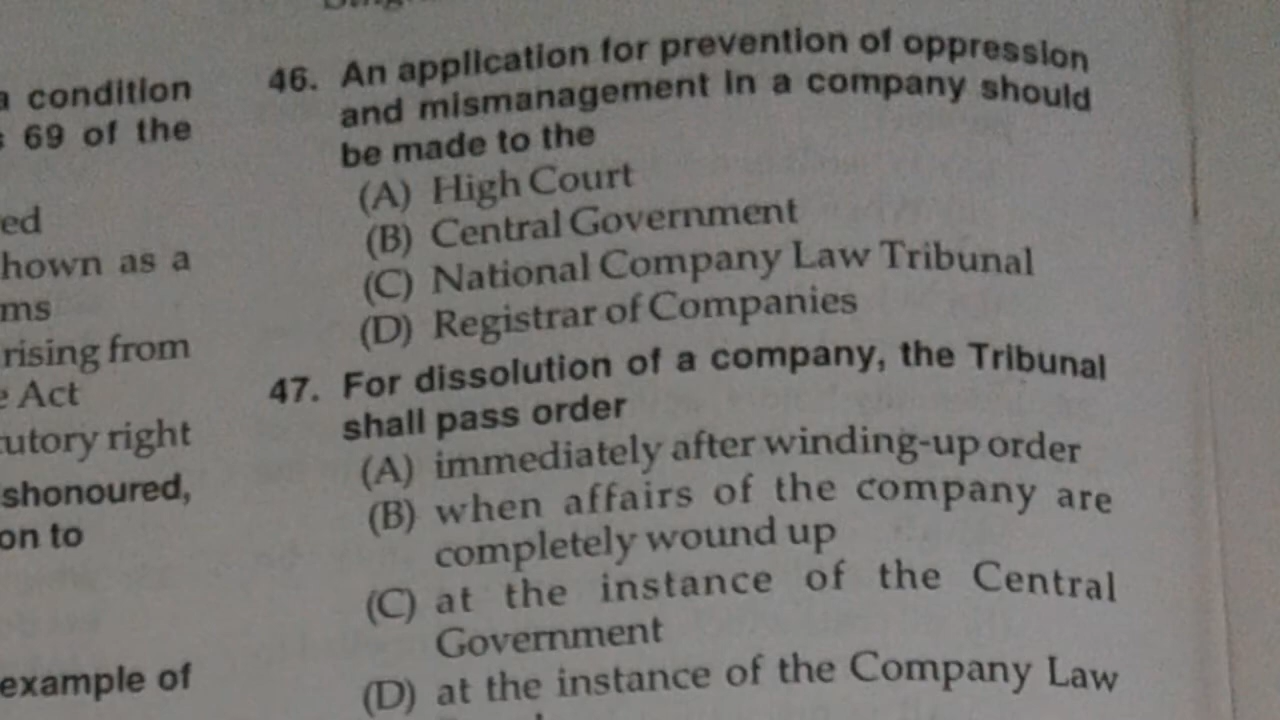 a condition
69 of the
ed
hown as a
ms
rising from
e Act
tutory right
shonoured,
on to
example of
46. An application for prevention of oppression
and mismanagement in a company should
be made to the
(A) High Court
(B) Central Government
(C) National Company Law Tribunal
(D) Registrar of Companies
47. For dissolution of a company, the Tribunal
shall pass order
(A) immediately after winding-up order
(B) when affairs of the company are
completely wound up
(C) at the instance of the Central
Government
(D) at the instance of the Company Law